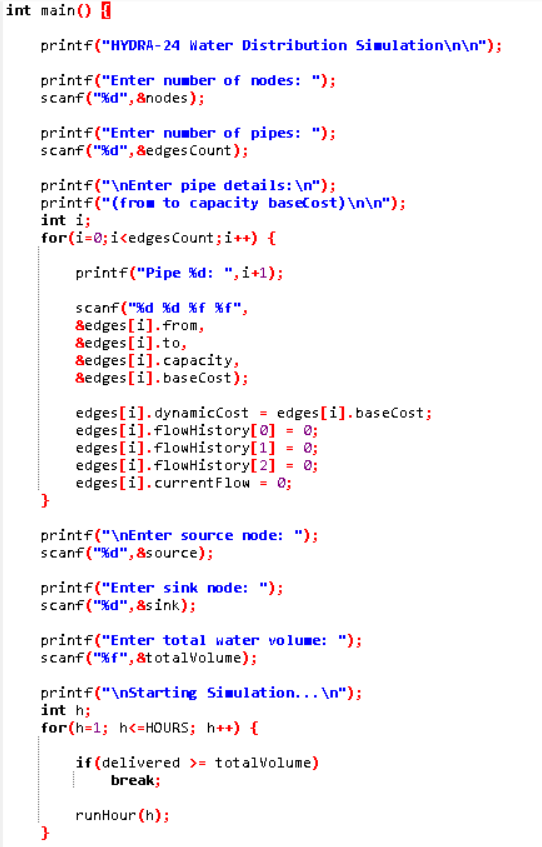 int main() {
printf("HYDRA-24 Water Distribution Simulation\n\n");
printf("Enter number of nodes: ");
scanf("%d",&nodes);
printf("Enter number of pipes: ");
scanf("%d",&edgesCount);
printf("\nEnter pipe details:\n");
printf("(from to capacity baseCost)\n\n");
int i;
for(i=0;i<edgesCount;i++) {
printf("Pipe %d: ",i+1);
scanf("%d %d %f %f",
&edges[i].from,
&edges[i].to,
&edges[i].capacity,
&edges[i].baseCost);
edges[i].dynamicCost = edges[i].baseCost;
edges[i].flowHistory[0] = 0;
edges[i].flowHistory[1] = 0;
edges[i].flowHistory[2] = 0;
edges[i].currentFlow = 0;
}
printf("\nEnter source node: ");
scanf("%d",&source);
printf("Enter sink node: ");
scanf("%d",&sink);
printf("Enter total water volume: ");
scanf("%f",&totalVolume);
printf("\nStarting Simulation...\n");
int h;
for(h=1; h<=HOURS; h++) {
if(delivered >= totalVolume)
break;
runHour(h);
}